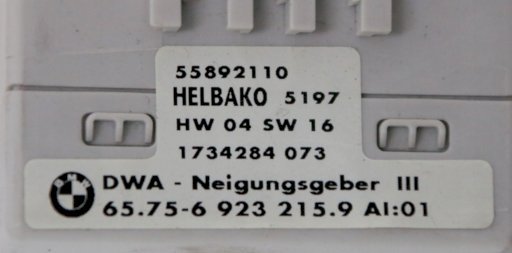 55892110
HELBAKO 5197
HW 04 SW 16
1734284 073
BMW DWA - Neigungsgeber III
65.75-6 923 215.9 AI:01